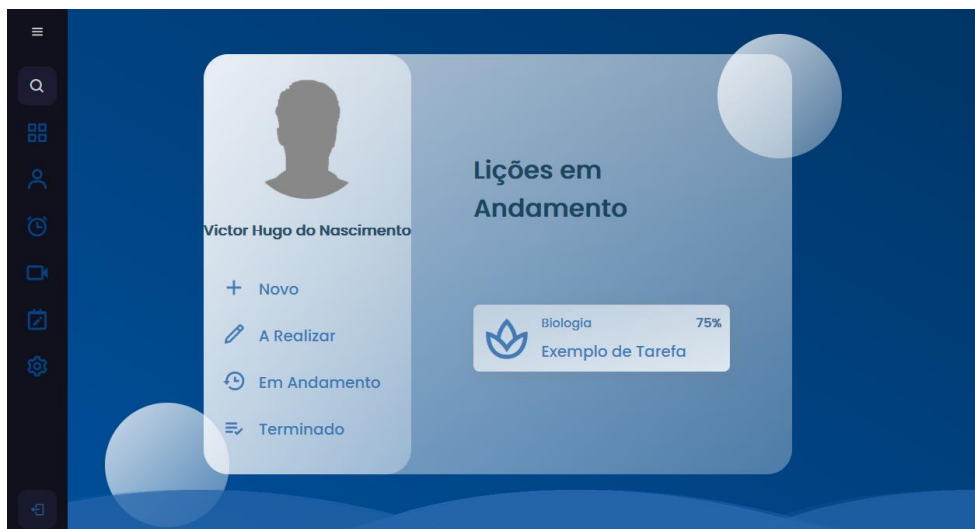 Victor Hugo do Nascimento
Novo
A Realizar
Em Andamento
Terminado
Lições em
Andamento
Biologia 75%
Exemplo de Tarefa